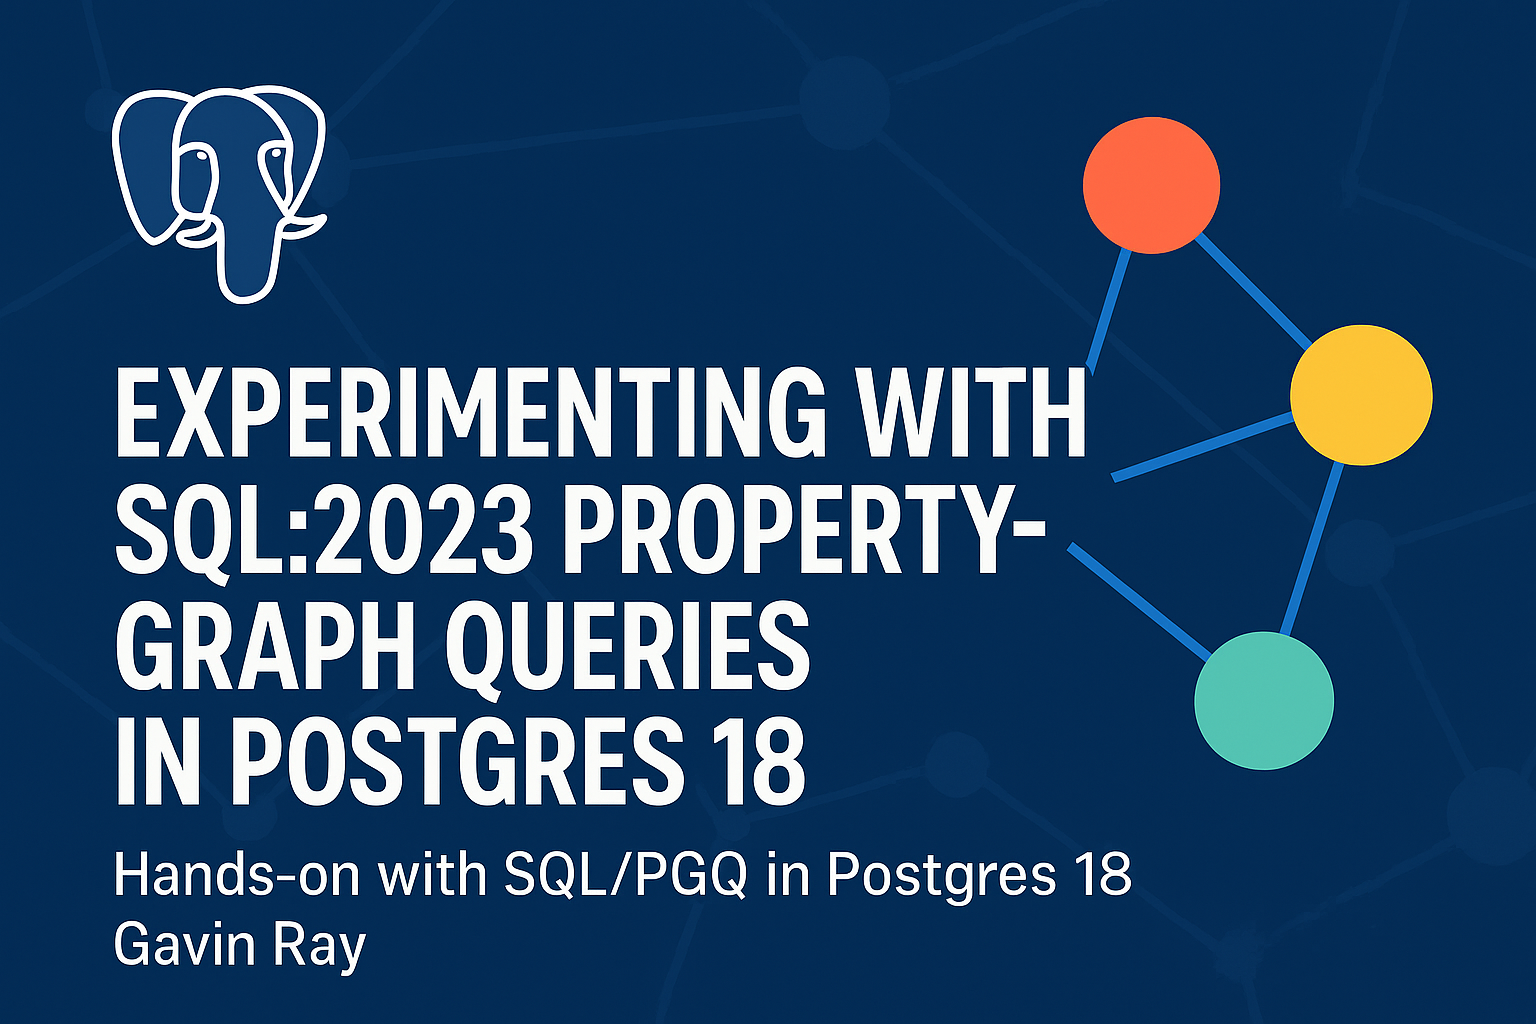 EXPERIMENTING WITH
SQL:2023 PROPERTY-
GRAPH QUERIES
IN POSTGRES 18
Hands-on with SQL/PGQ in Postgres 18
Gavin Ray